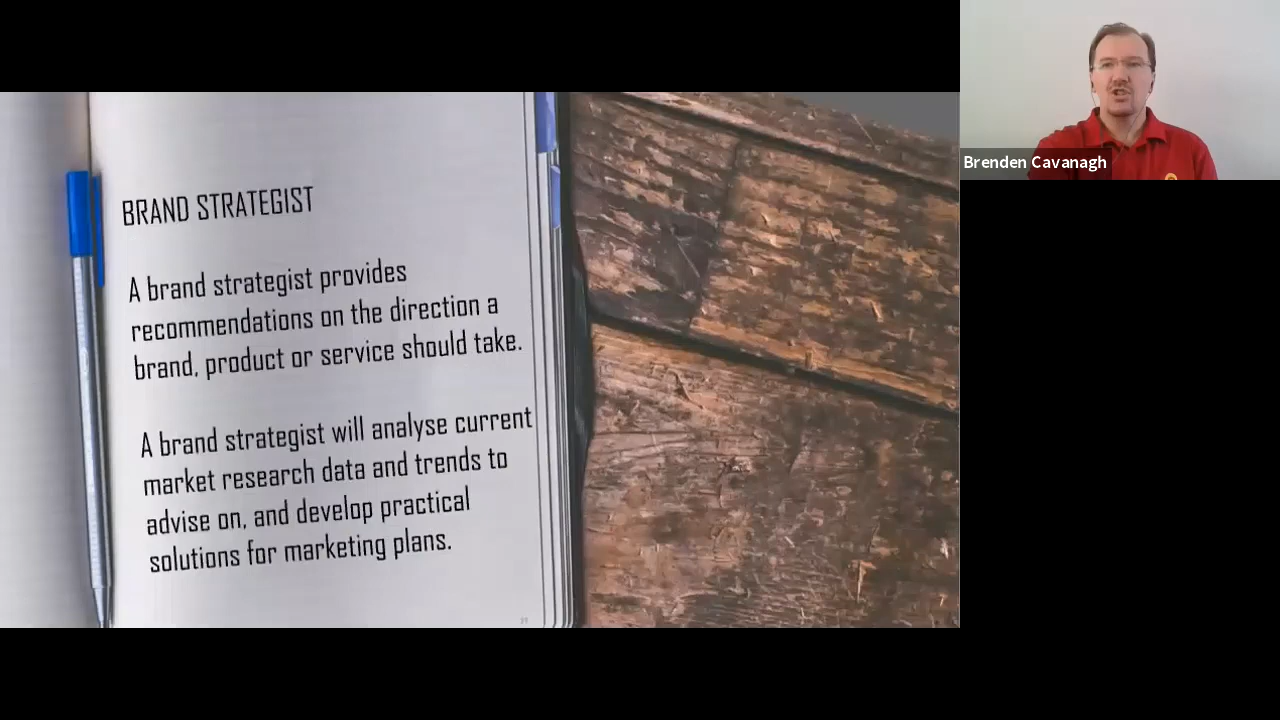 BRAND STRATEGIST
A brand strategist provides
recommendations on the direction a
brand, product or service should take.
A brand strategist will analyse current
market research data and trends to
advise on, and develop practical
solutions for marketing plans.
Brenden Cavanagh